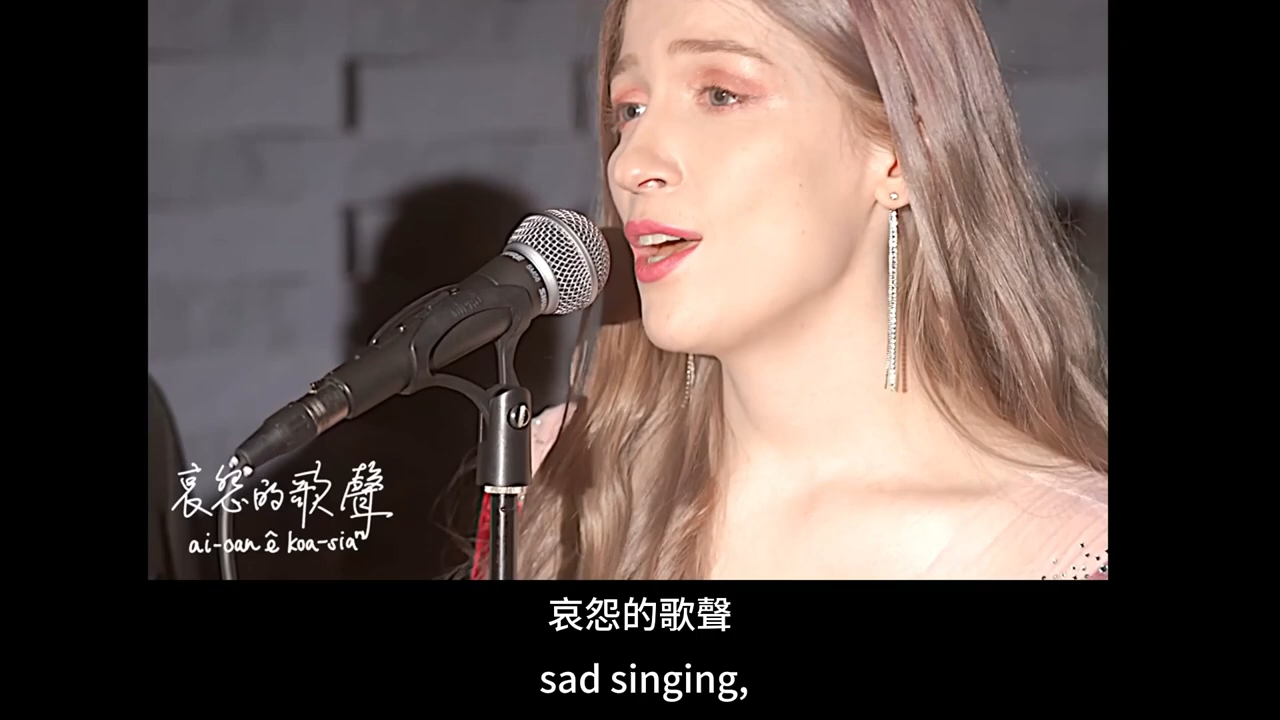 哀怨的歌聲
ai-oan ê koa-siaⁿ
哀怨的歌聲
sad singing,